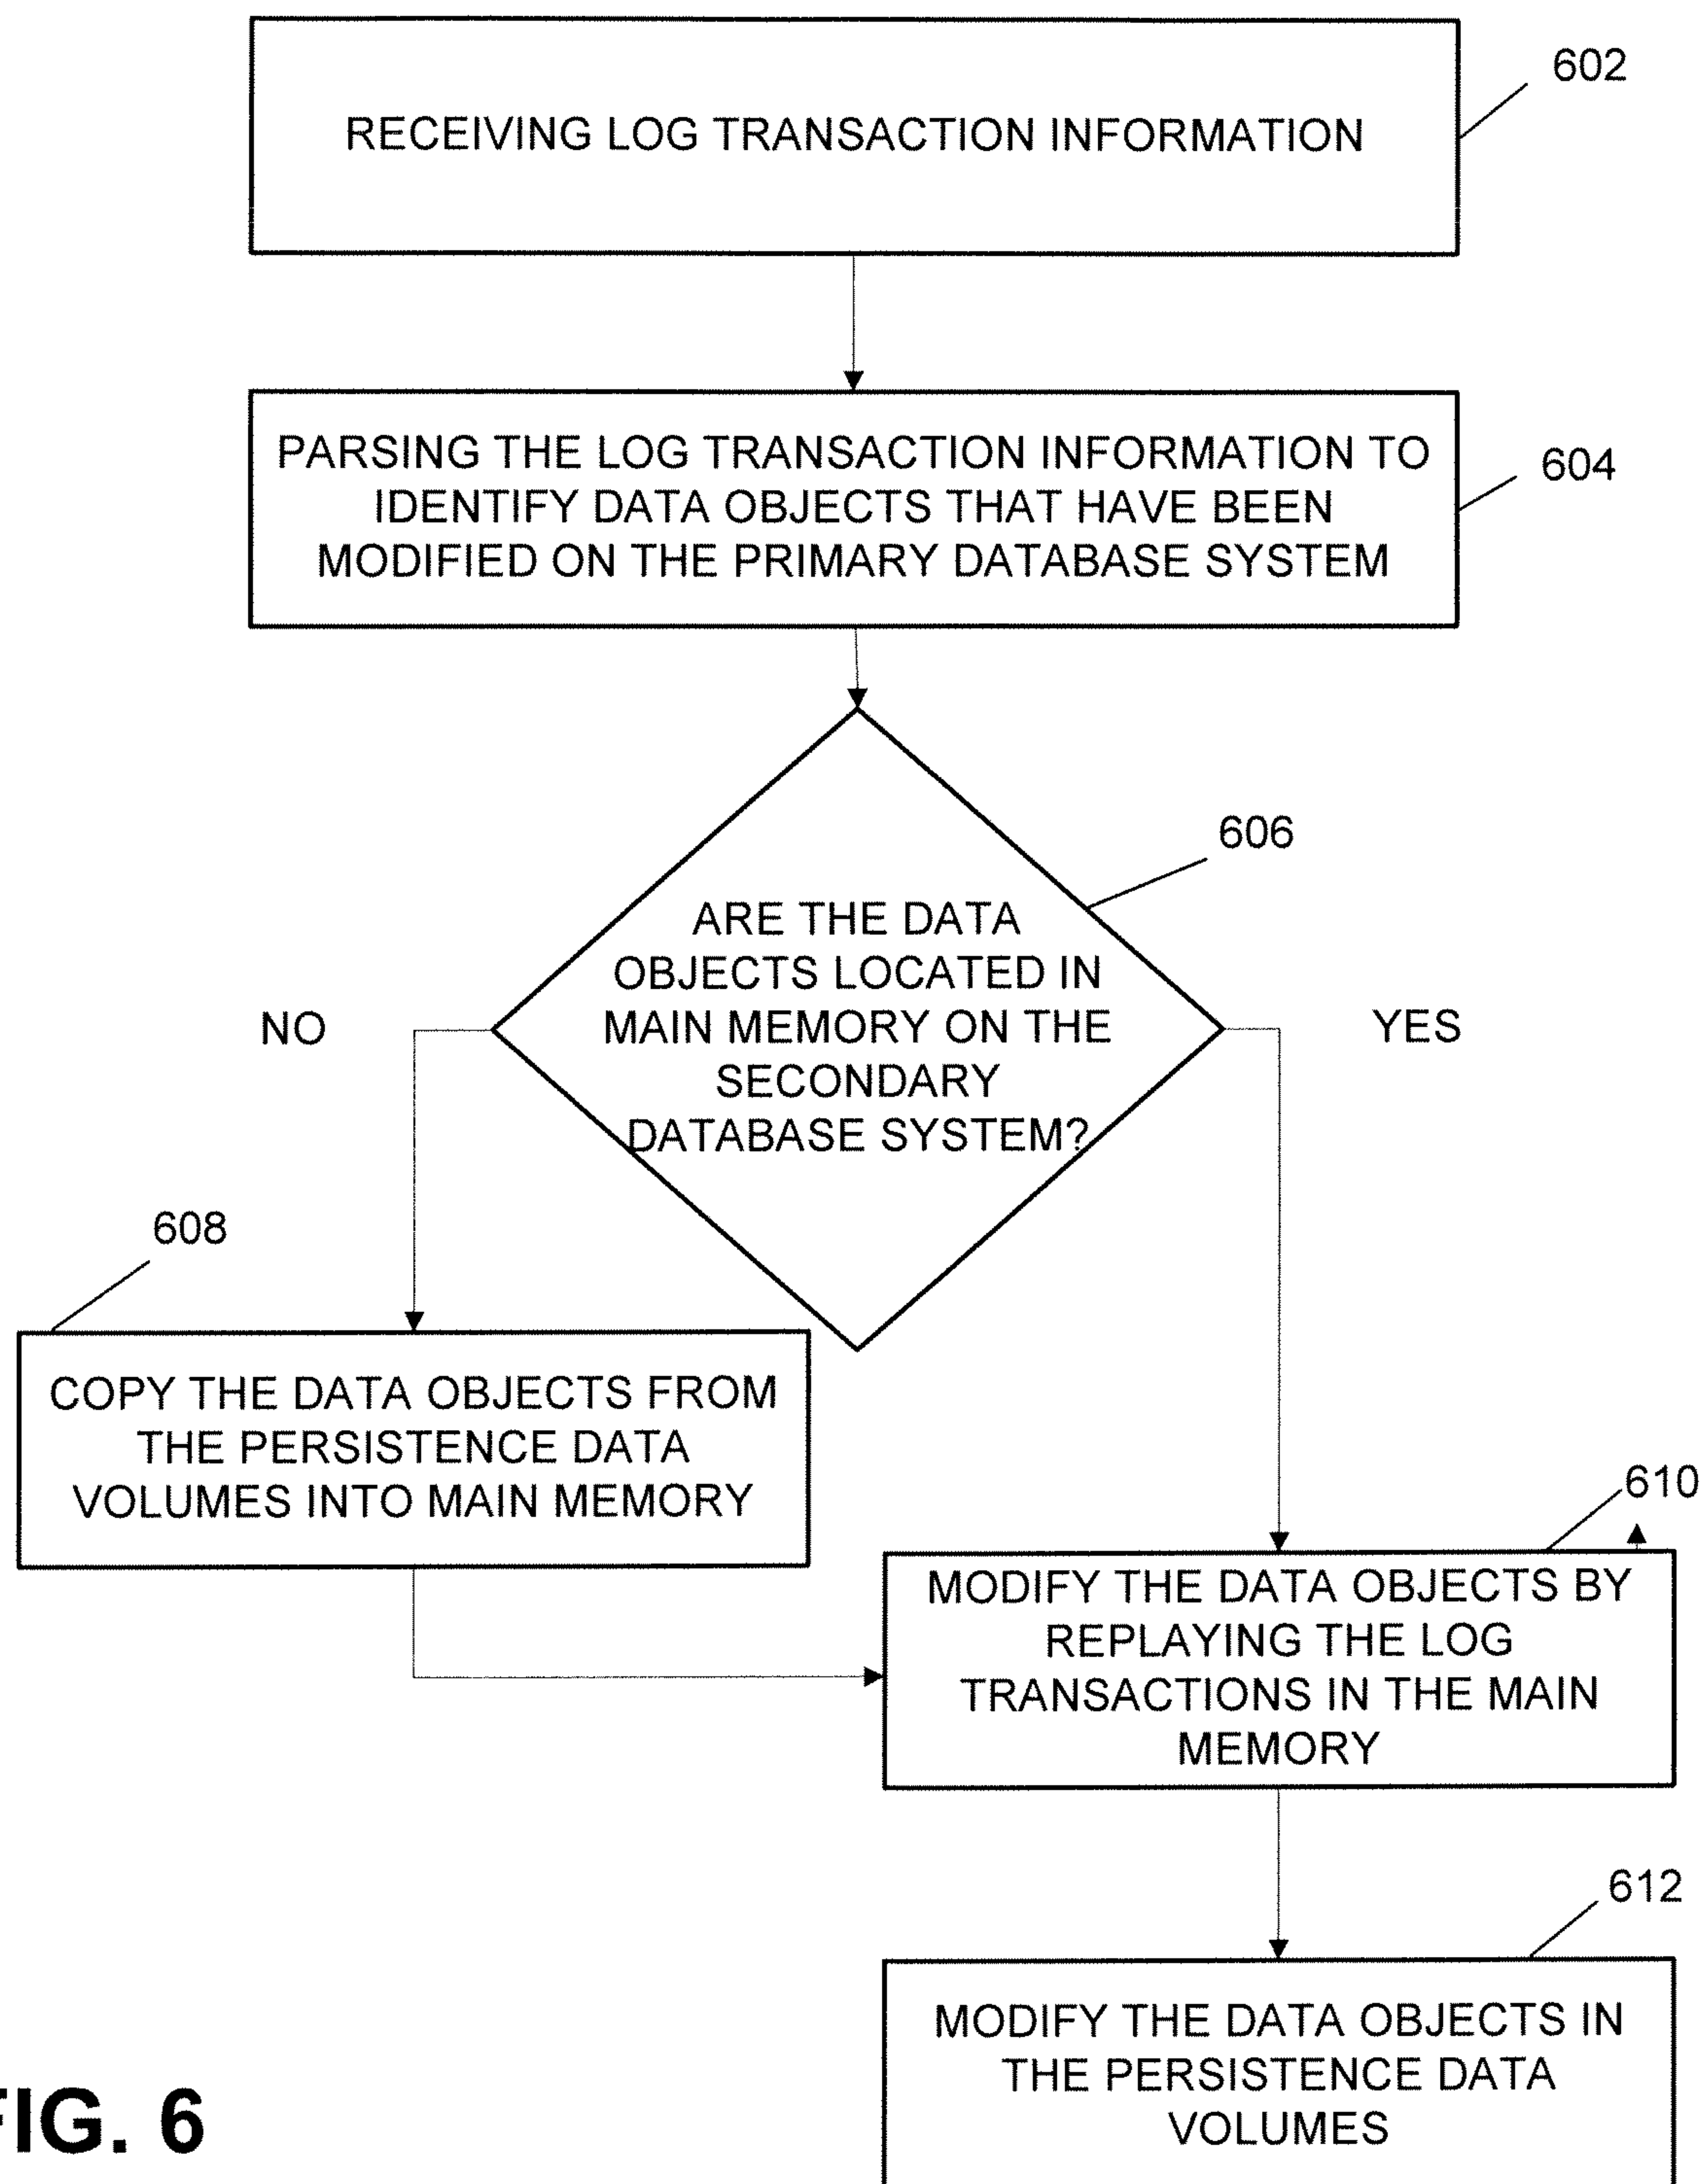 602
RECEIVING LOG TRANSACTION INFORMATION
PARSING THE LOG TRANSACTION INFORMATION TO
IDENTIFY DATA OBJECTS THAT HAVE BEEN
MODIFIED ON THE PRIMARY DATABASE SYSTEM
604
606
ARE THE DATA
OBJECTS LOCATED IN
MAIN MEMORY ON THE
SECONDARY
DATABASE SYSTEM?
NO
YES
608
COPY THE DATA OBJECTS FROM
THE PERSISTENCE DATA
VOLUMES INTO MAIN MEMORY
610
MODIFY THE DATA OBJECTS BY
REPLAYING THE LOG
TRANSACTIONS IN THE MAIN
MEMORY
612
MODIFY THE DATA OBJECTS IN
THE PERSISTENCE DATA
VOLUMES
FIG. 6